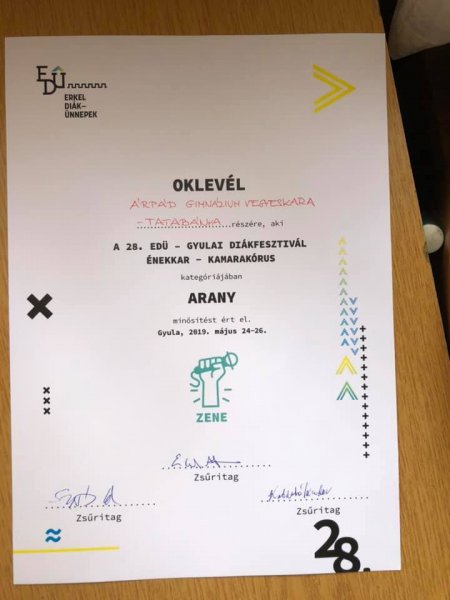 EDÜ
ERKEL
DIÁK-
ÜNNEPEK
OKLEVÉL
ÁRPÁD GIMNÁZIUM VEGYESKARA
- TATABÁNYA részére, aki
A 28. EDÜ – GYULAI DIÁKFESZTIVÁL
ÉNEKKAR – KAMARAKÓRUS
kategóriájában
ARANY
minősítést ért el.
Gyula, 2019. május 24-26.
ZENE
Zsűritag
Zsűritag
Zsűritag
28.